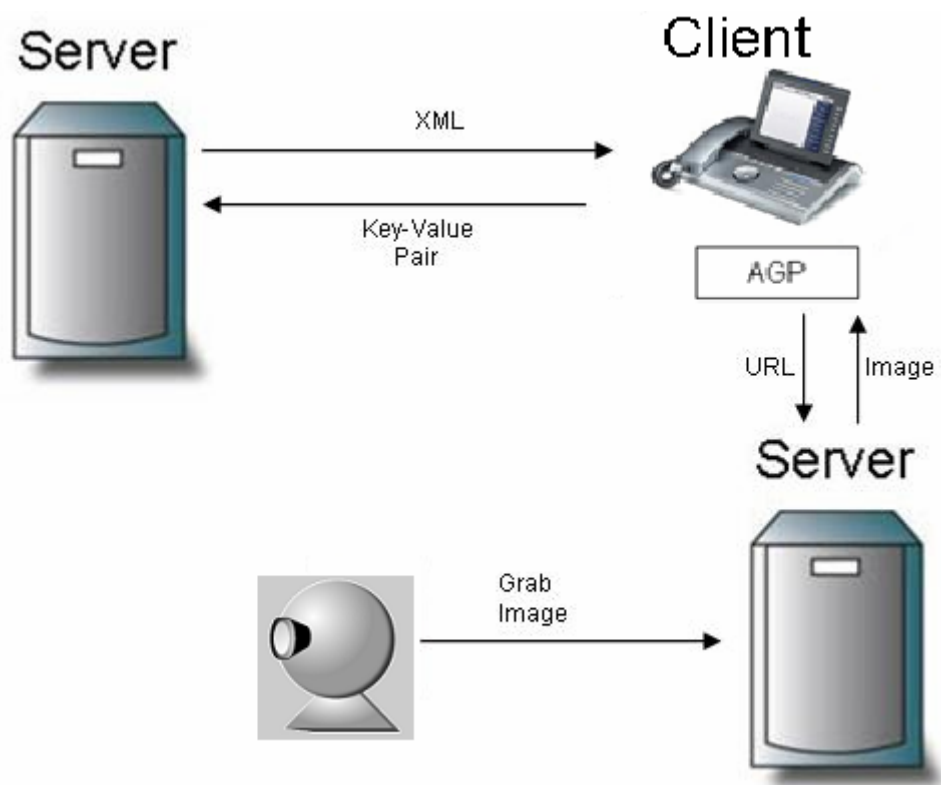 Server
Client
XML
Key-Value
Pair
AGP
URL
Image
Server
Grab
Image